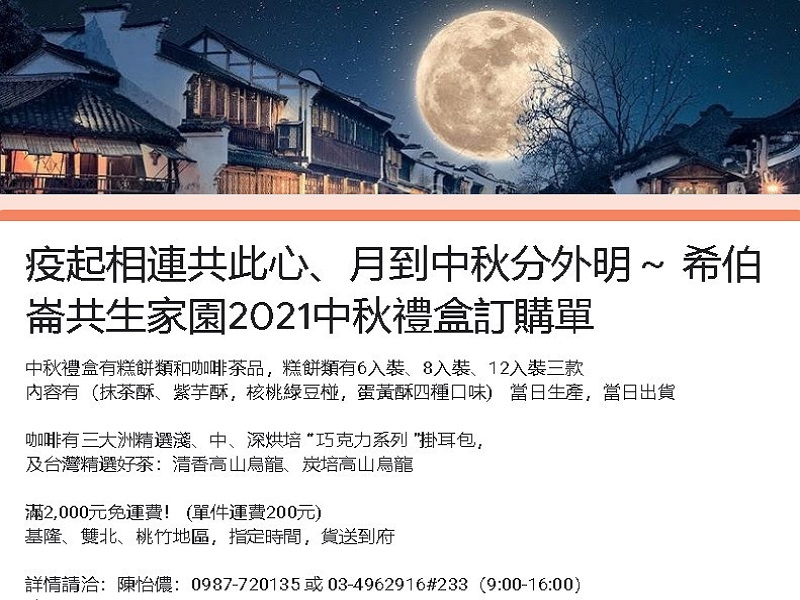 疫起相連共此心、月到中秋分外明～ 希伯
崙共生家園2021中秋禮盒訂購單
中秋禮盒有糕餅類和咖啡茶品，糕餅類有6入裝、8入裝、12入裝三款
內容有（抹茶酥、紫芋酥，核桃綠豆椪，蛋黃酥四種口味） 當日生產，當日出貨
咖啡有三大洲精選淺、中、深烘培 “ 巧克力系列 ”掛耳包，
及台灣精選好茶：清香高山烏龍、炭培高山烏龍
滿2,000元免運費！ (單件運費200元)
基隆、雙北、桃竹地區，指定時間，貨送到府
詳情請洽：陳怡儂：0987-720135 或 03-4962916#233（9:00-16:00）